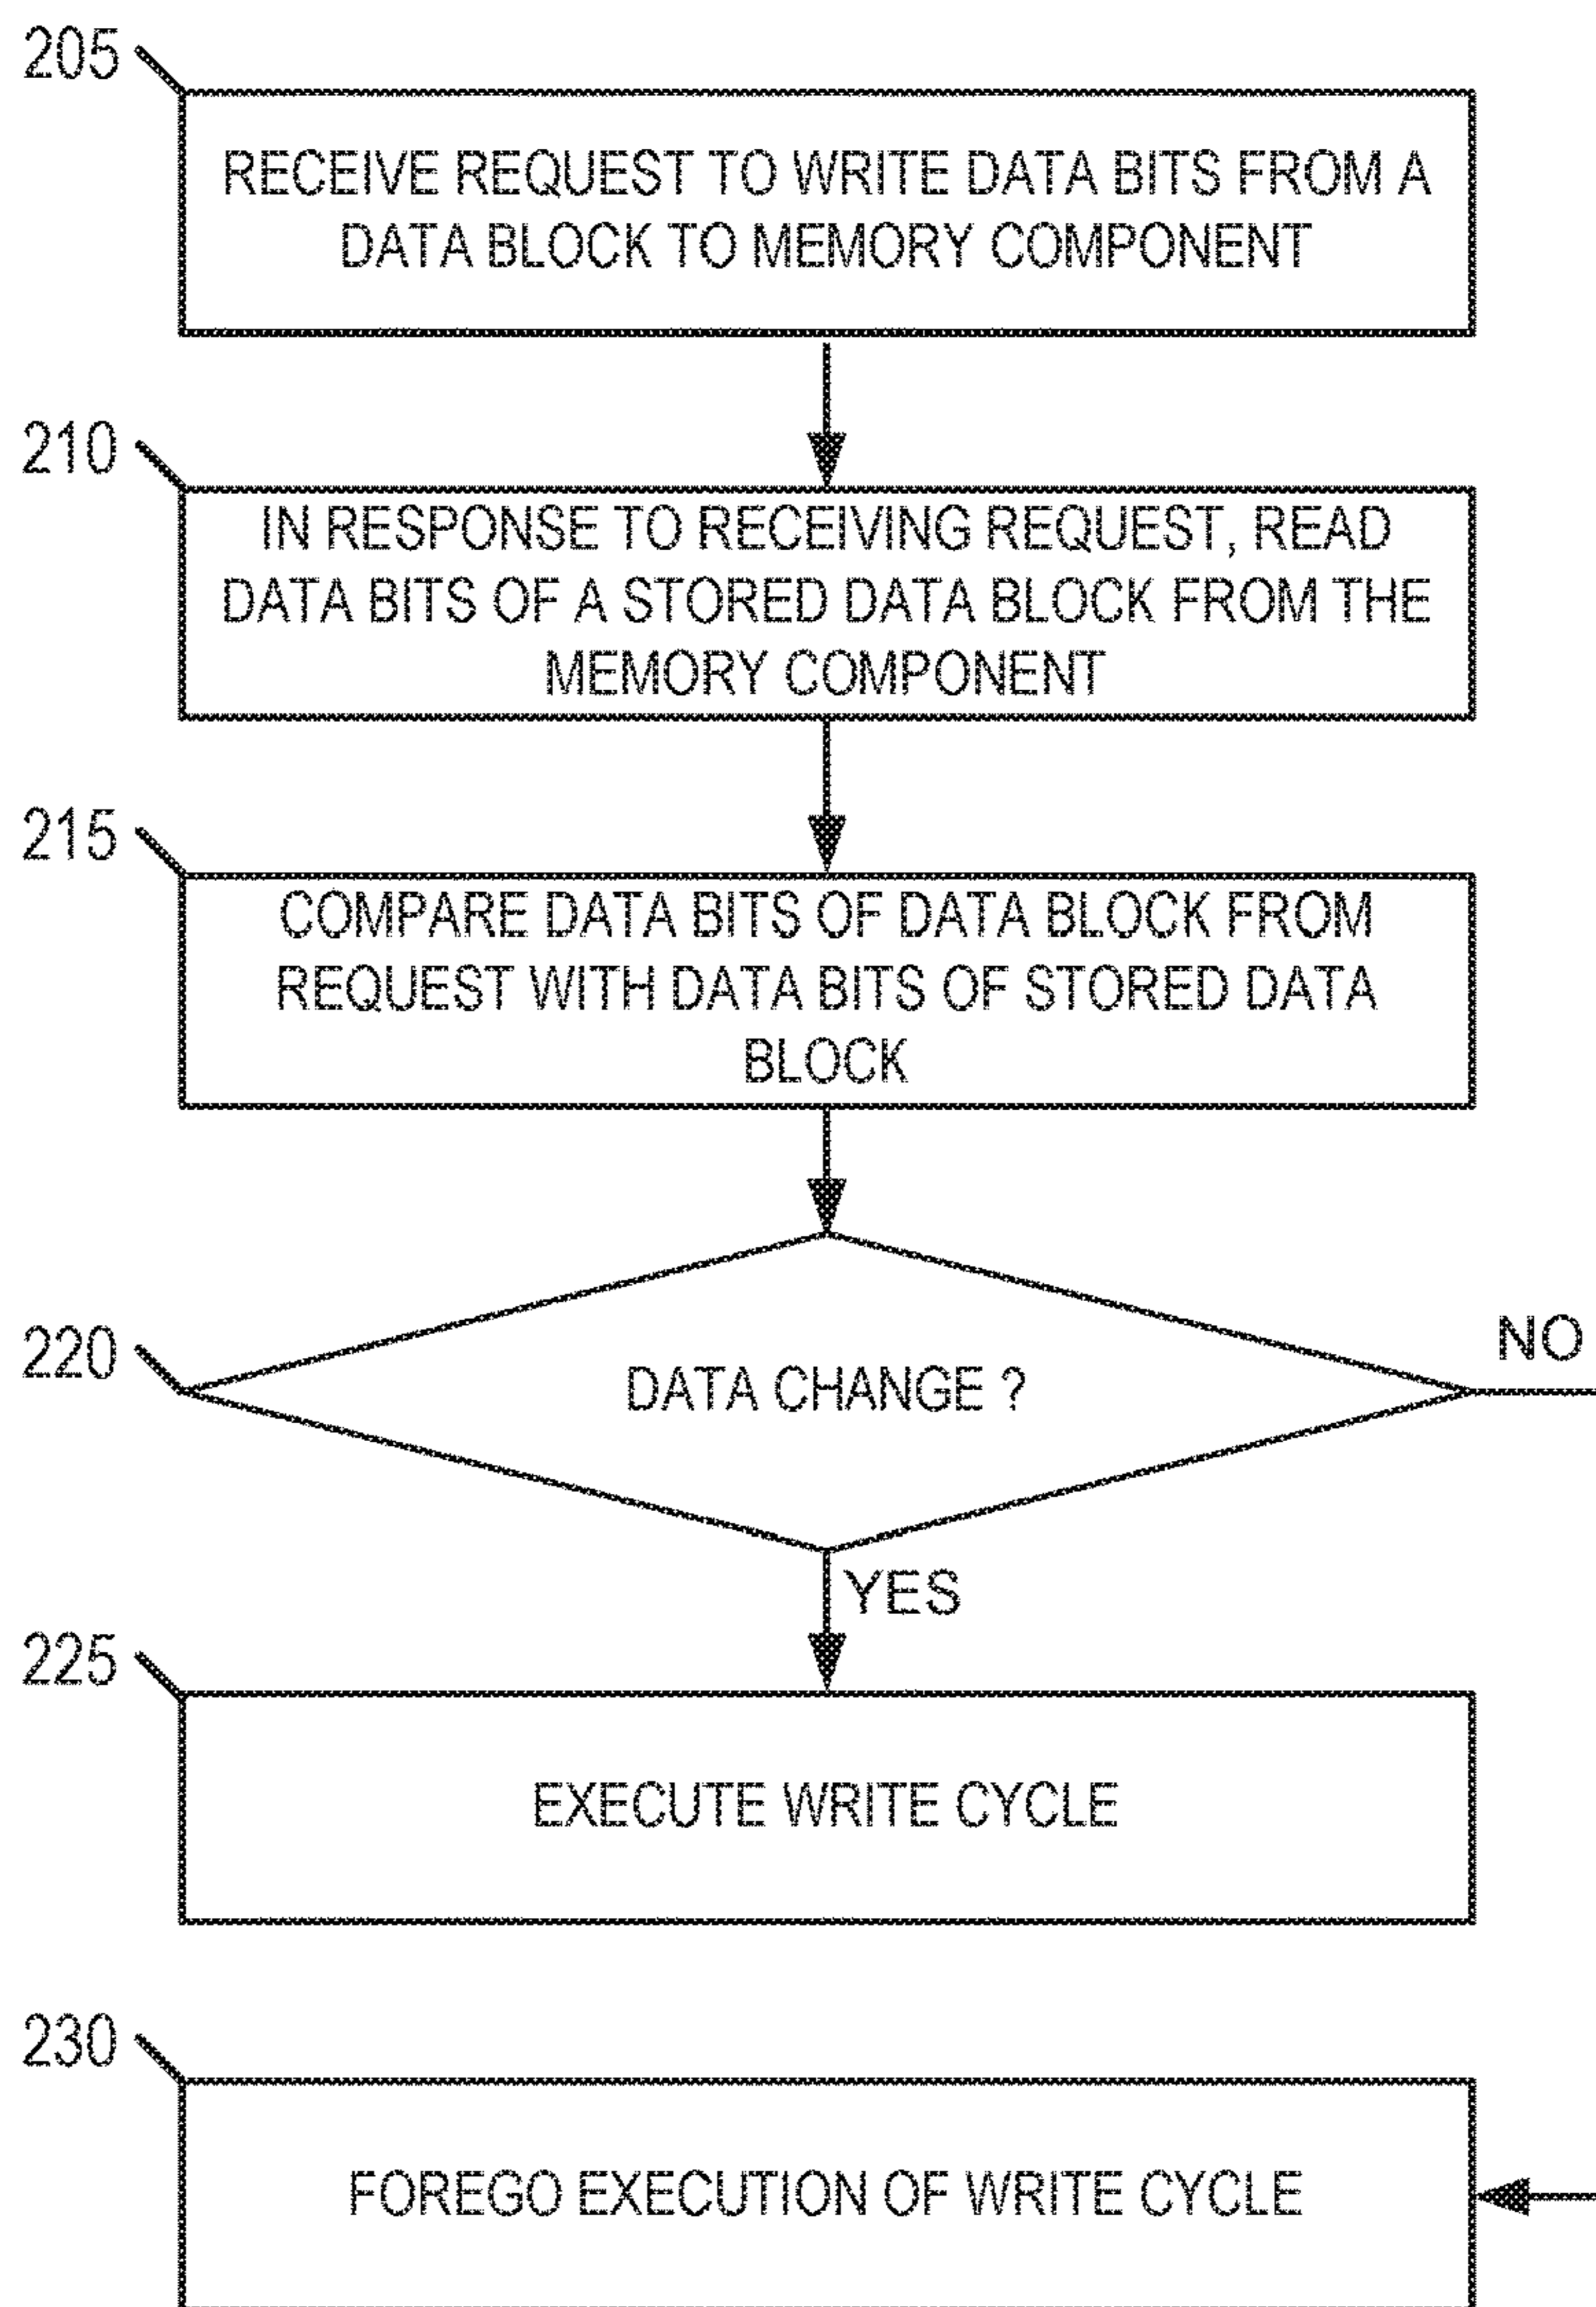 205
RECEIVE REQUEST TO WRITE DATA BITS FROM A
DATA BLOCK TO MEMORY COMPONENT
210
IN RESPONSE TO RECEIVING REQUEST, READ
DATA BITS OF A STORED DATA BLOCK FROM THE
MEMORY COMPONENT
215
COMPARE DATA BITS OF DATA BLOCK FROM
REQUEST WITH DATA BITS OF STORED DATA
BLOCK
220
DATA CHANGE ?
NO
YES
225
EXECUTE WRITE CYCLE
230
FOREGO EXECUTION OF WRITE CYCLE